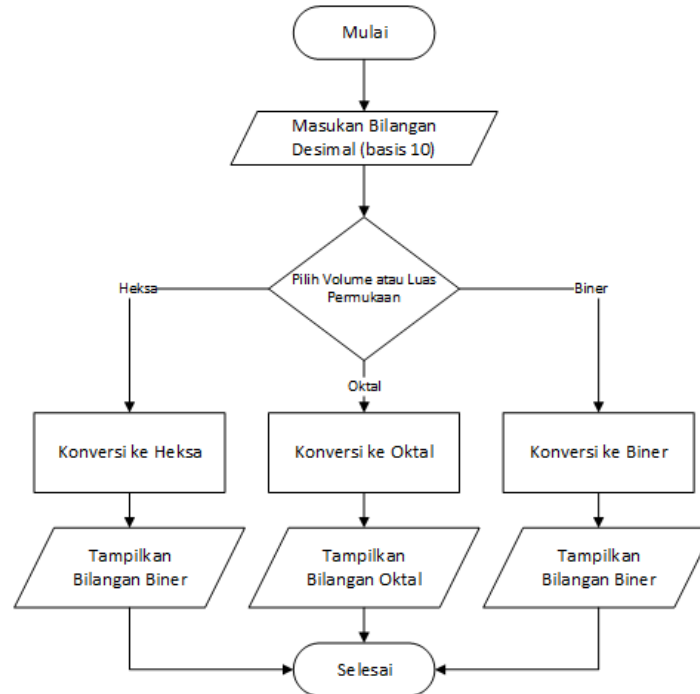 Mulai
Masukan Bilangan
Desimal (basis 10)
Pilih Volume atau Luas
Permukaan
Heksa
Biner
Oktal
Konversi ke Heksa
Konversi ke Oktal
Konversi ke Biner
Tampilkan
Bilangan Biner
Tampilkan
Bilangan Oktal
Tampilkan
Bilangan Biner
Selesai